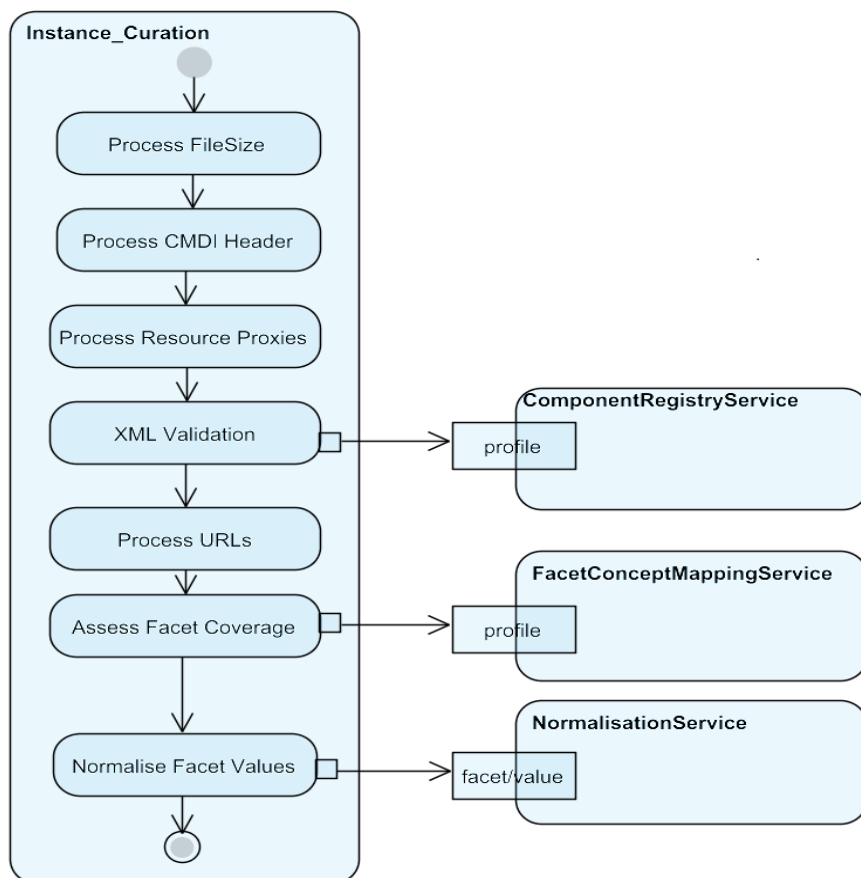 Instance_Curation
Process FileSize
Process CMDI Header
Process Resource Proxies
XML Validation
ComponentRegistryService
profile
Process URLs
Assess Facet Coverage
FacetConceptMappingService
profile
Normalise Facet Values
NormalisationService
facet/value